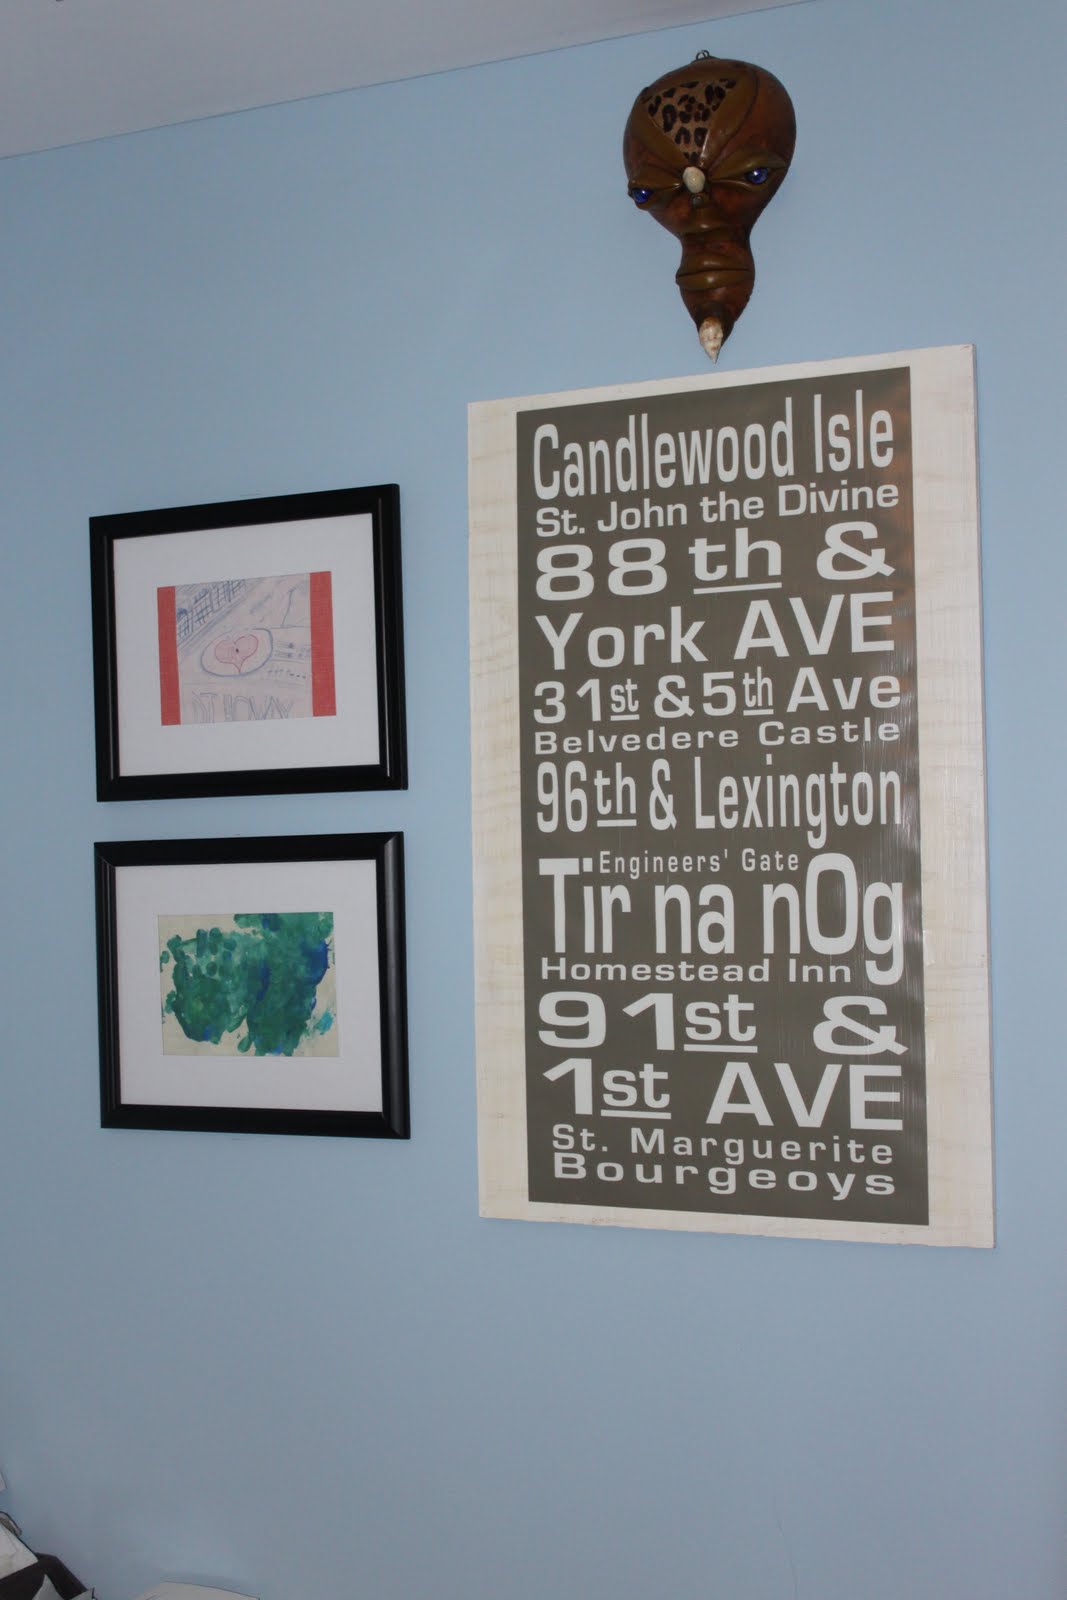 Candlewood Isle
St. John the Divine
88th &
York AVE
31st & 5th Ave
Belvedere Castle
96th & Lexington
Engineers' Gate
Tir na nOg
Homestead Inn
91st &
1st AVE
St. Marguerite
Bourgeoys